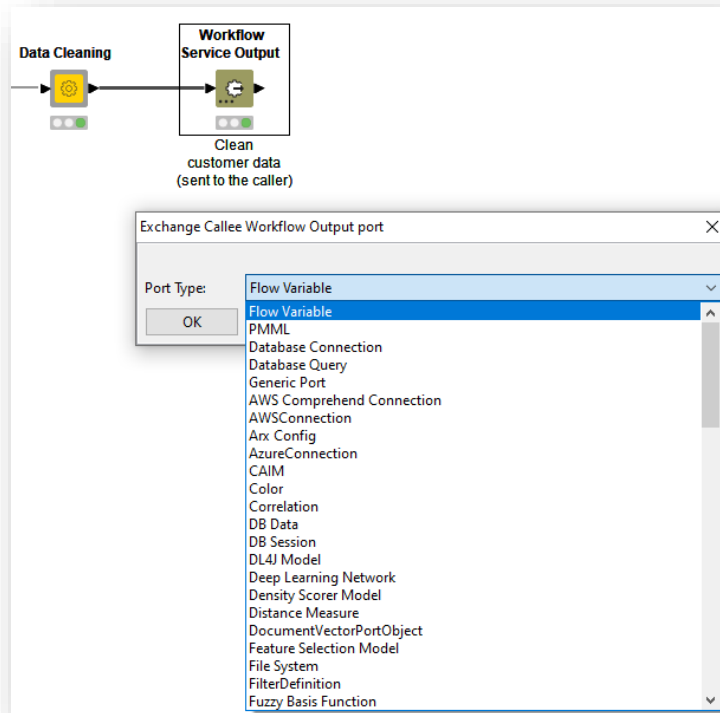 Data Cleaning
Workflow
Service Output
Clean
customer data
(sent to the caller)
Exchange Callee Workflow Output port
Port Type:
Flow Variable
OK
Flow Variable
PMML
Database Connection
Database Query
Generic Port
AWS Comprehend Connection
AWSConnection
Arx Config
AzureConnection
CAIM
Color
Correlation
DB Data
DB Session
DL4J Model
Deep Learning Network
Density Scorer Model
Distance Measure
DocumentVectorPortObject
Feature Selection Model
File System
FilterDefinition
Fuzzy Basis Function